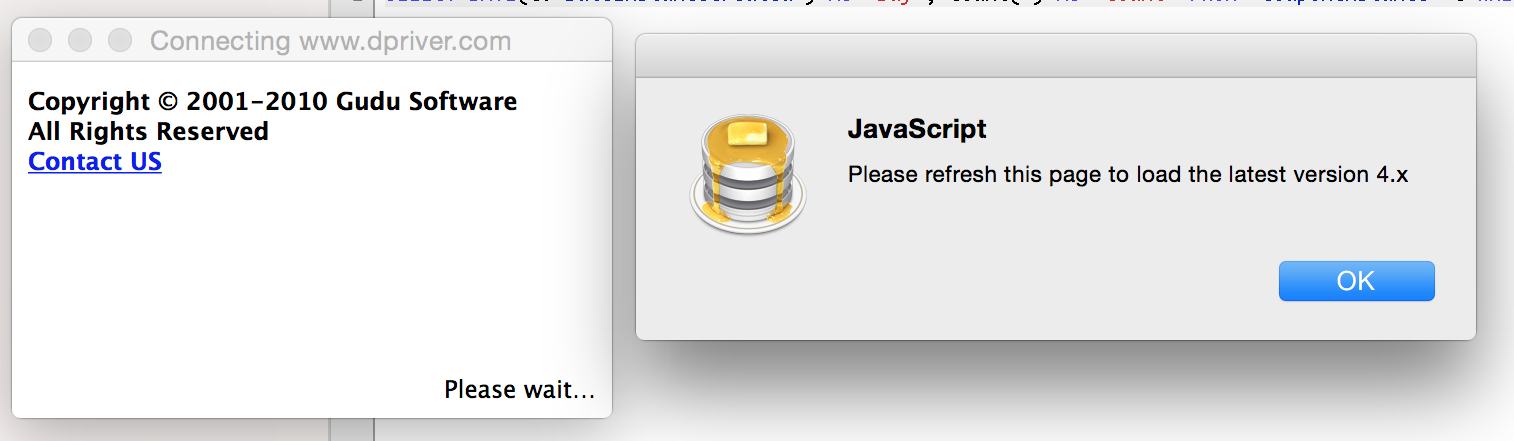 Connecting www.dpriver.com
Copyright © 2001-2010 Gudu Software
All Rights Reserved
Contact US
Please wait...
JavaScript
Please refresh this page to load the latest version 4.x
OK